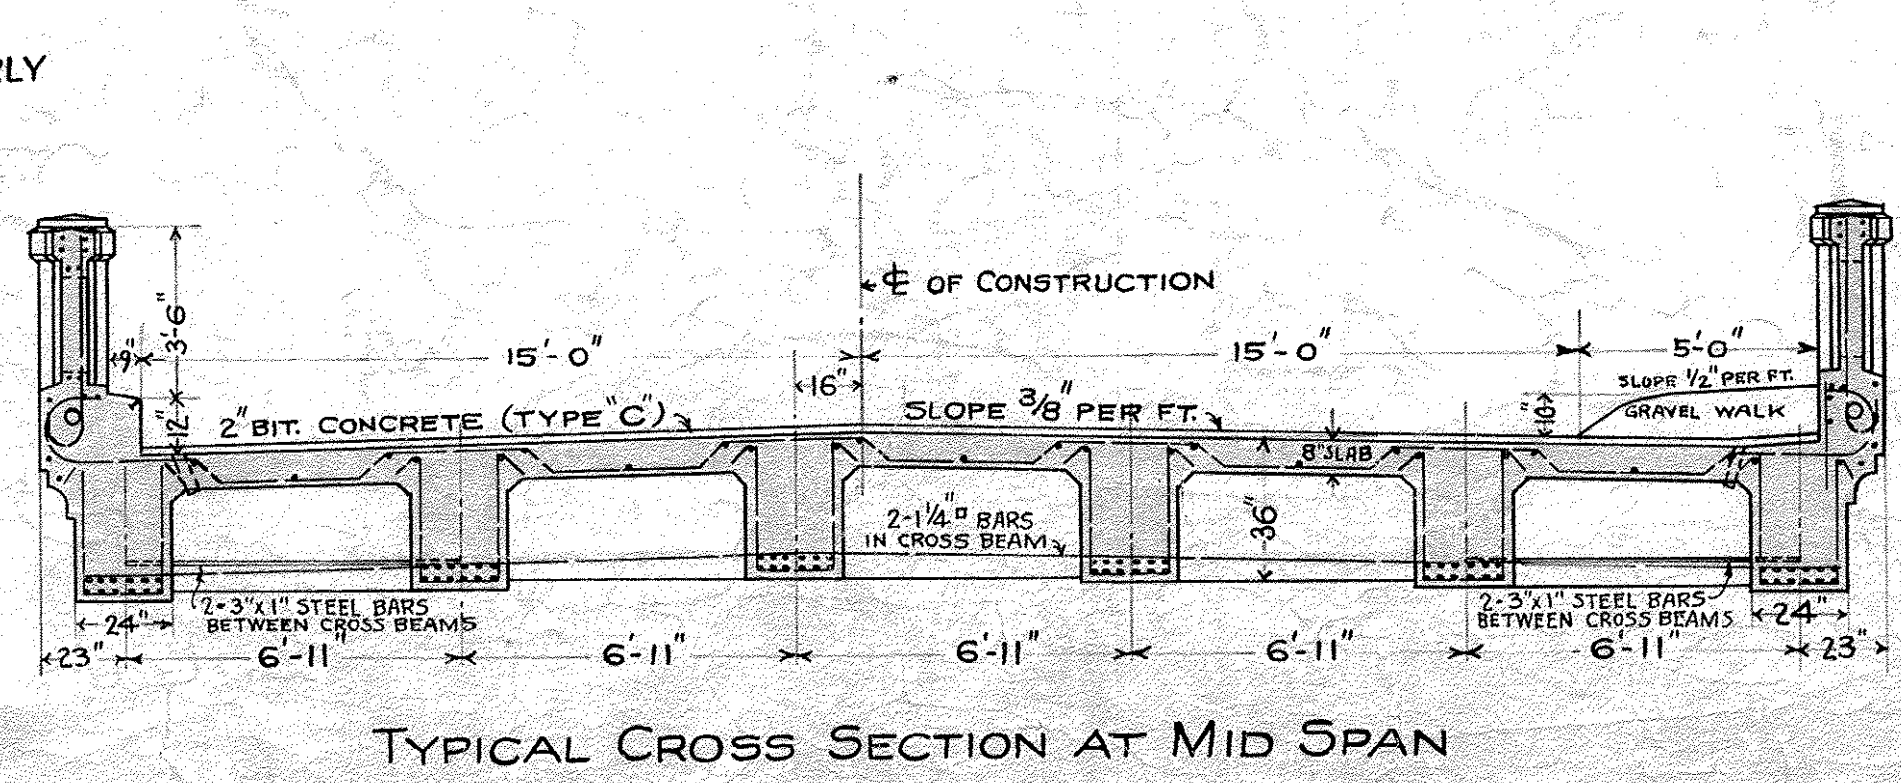 RLY
℄ OF CONSTRUCTION
3'-6"
9"
15'-0"
15'-0"
5'-0"
16"
SLOPE 1/2" PER FT.
12"
2" BIT. CONCRETE (TYPE "C")
SLOPE 3/8" PER FT.
10"
GRAVEL WALK
8" SLAB
36"
2-1 1/4" □ BARS
IN CROSS BEAM
2-3"x1" STEEL BARS
BETWEEN CROSS BEAMS
2-3"x1" STEEL BARS
BETWEEN CROSS BEAMS
24"
24"
23"
6'-11"
6'-11"
6'-11"
6'-11"
6'-11"
23"
TYPICAL CROSS SECTION AT MID SPAN